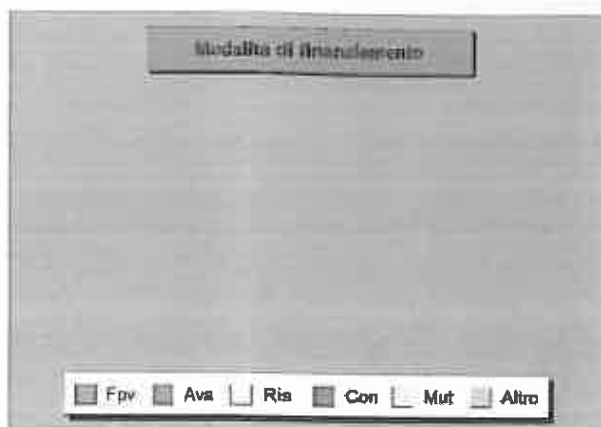 Modalità di finanziamento
Fpv Ava Ris Con Mut Altro